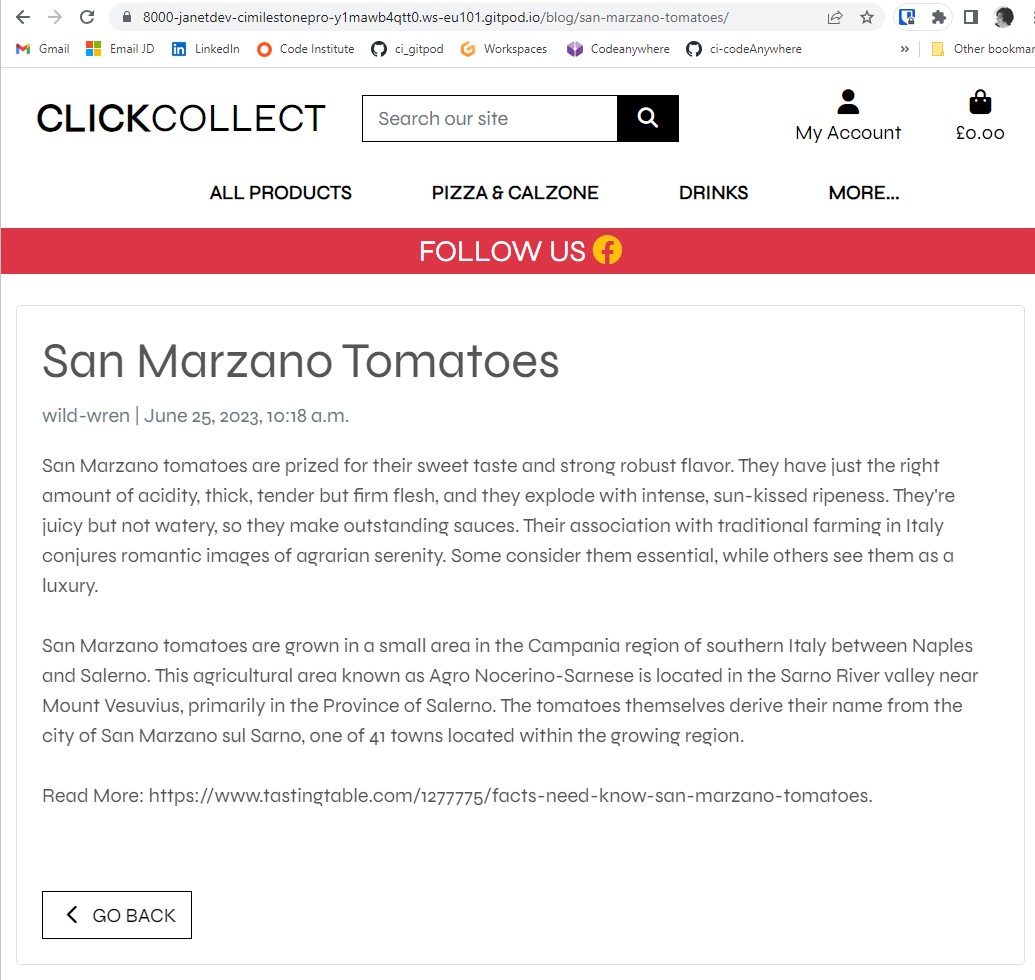 8000-janetdev-cimilestonepro-y1mawb4qtt0.ws-eu101.gitpod.io/blog/san-marzano-tomatoes/
Gmail Email JD LinkedIn Code Institute ci_gitpod Workspaces Codeanywhere ci-codeAnywhere » Other bookmar
CLICKCOLLECT
Search our site
My Account
£0.00
ALL PRODUCTS PIZZA & CALZONE DRINKS MORE...
FOLLOW US
San Marzano Tomatoes
wild-wren | June 25, 2023, 10:18 a.m.
San Marzano tomatoes are prized for their sweet taste and strong robust flavor. They have just the right
amount of acidity, thick, tender but firm flesh, and they explode with intense, sun-kissed ripeness. They're
juicy but not watery, so they make outstanding sauces. Their association with traditional farming in Italy
conjures romantic images of agrarian serenity. Some consider them essential, while others see them as a
luxury.
San Marzano tomatoes are grown in a small area in the Campania region of southern Italy between Naples
and Salerno. This agricultural area known as Agro Nocerino-Sarnese is located in the Sarno River valley near
Mount Vesuvius, primarily in the Province of Salerno. The tomatoes themselves derive their name from the
city of San Marzano sul Sarno, one of 41 towns located within the growing region.
Read More: https://www.tastingtable.com/1277775/facts-need-know-san-marzano-tomatoes.
GO BACK